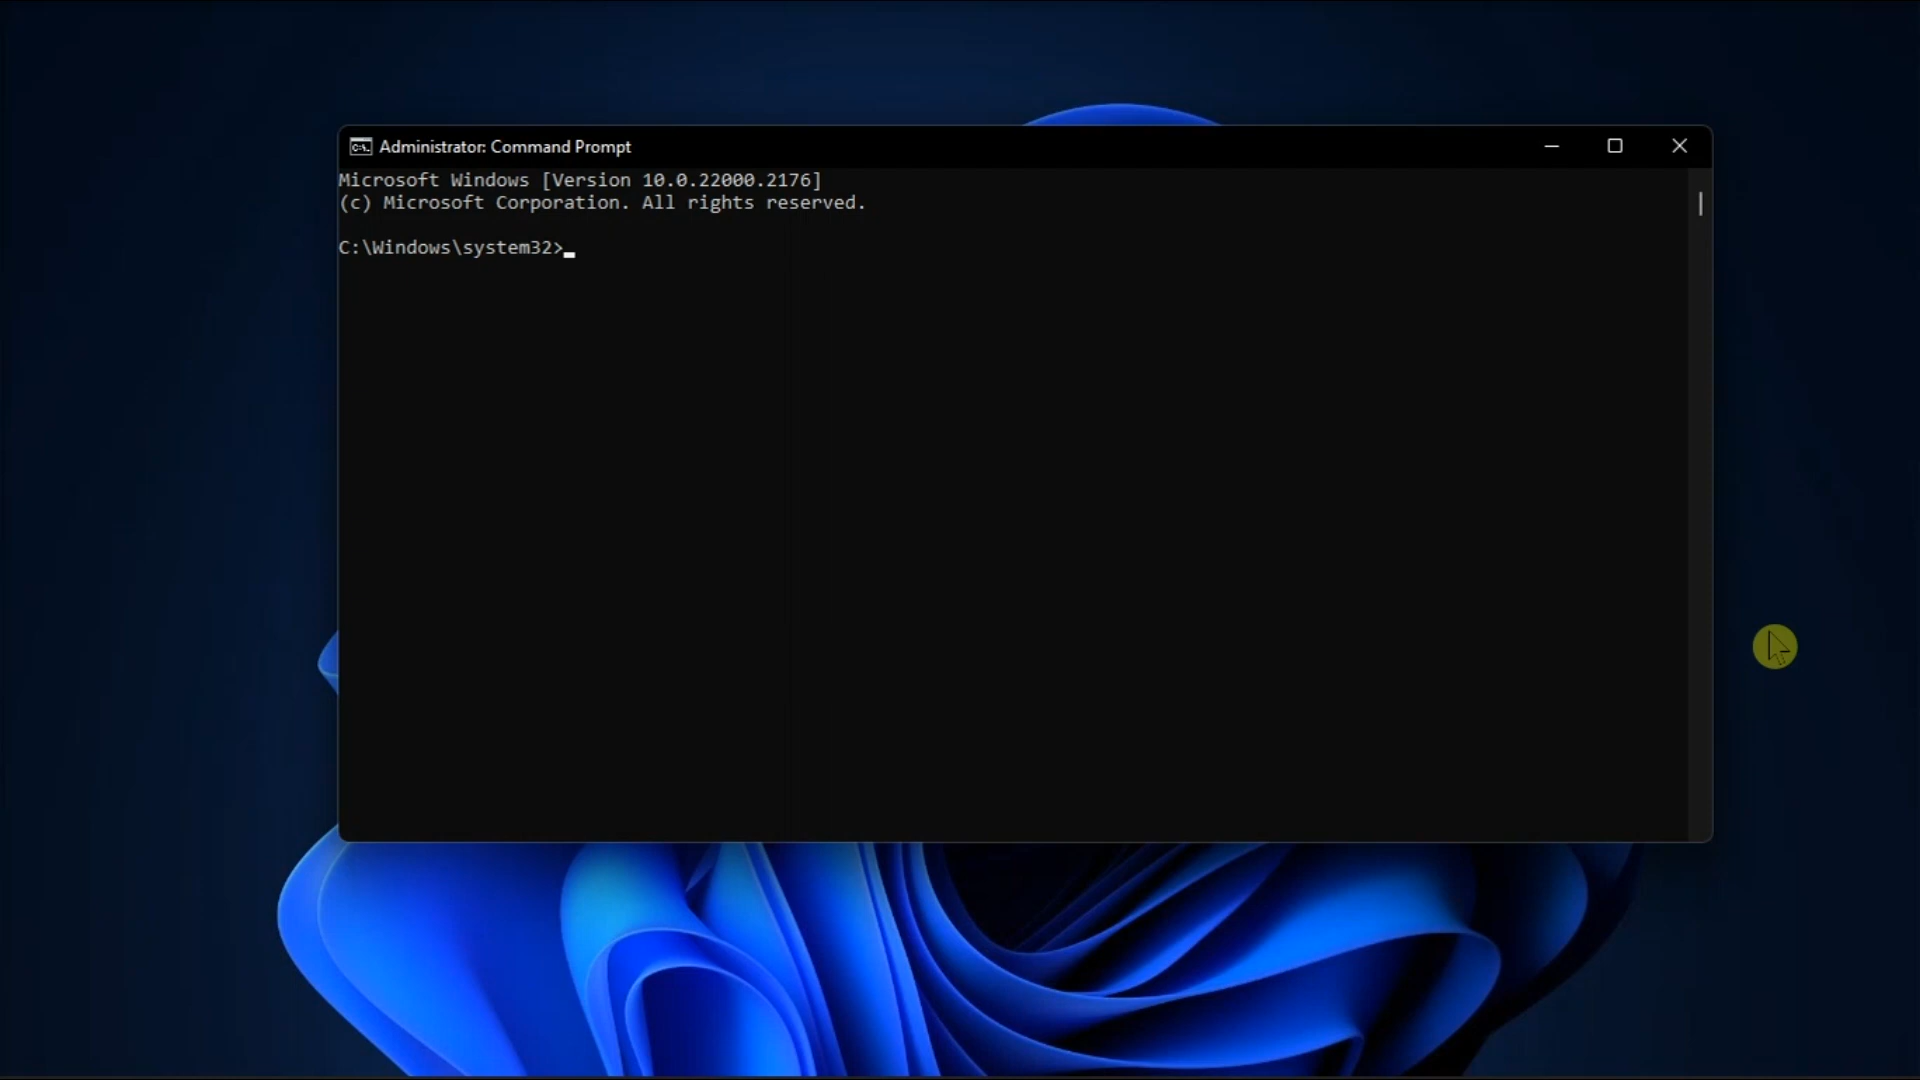 Administrator: Command Prompt
Microsoft Windows [Version 10.0.22000.2176]
(c) Microsoft Corporation. All rights reserved.
C:\Windows\system32>